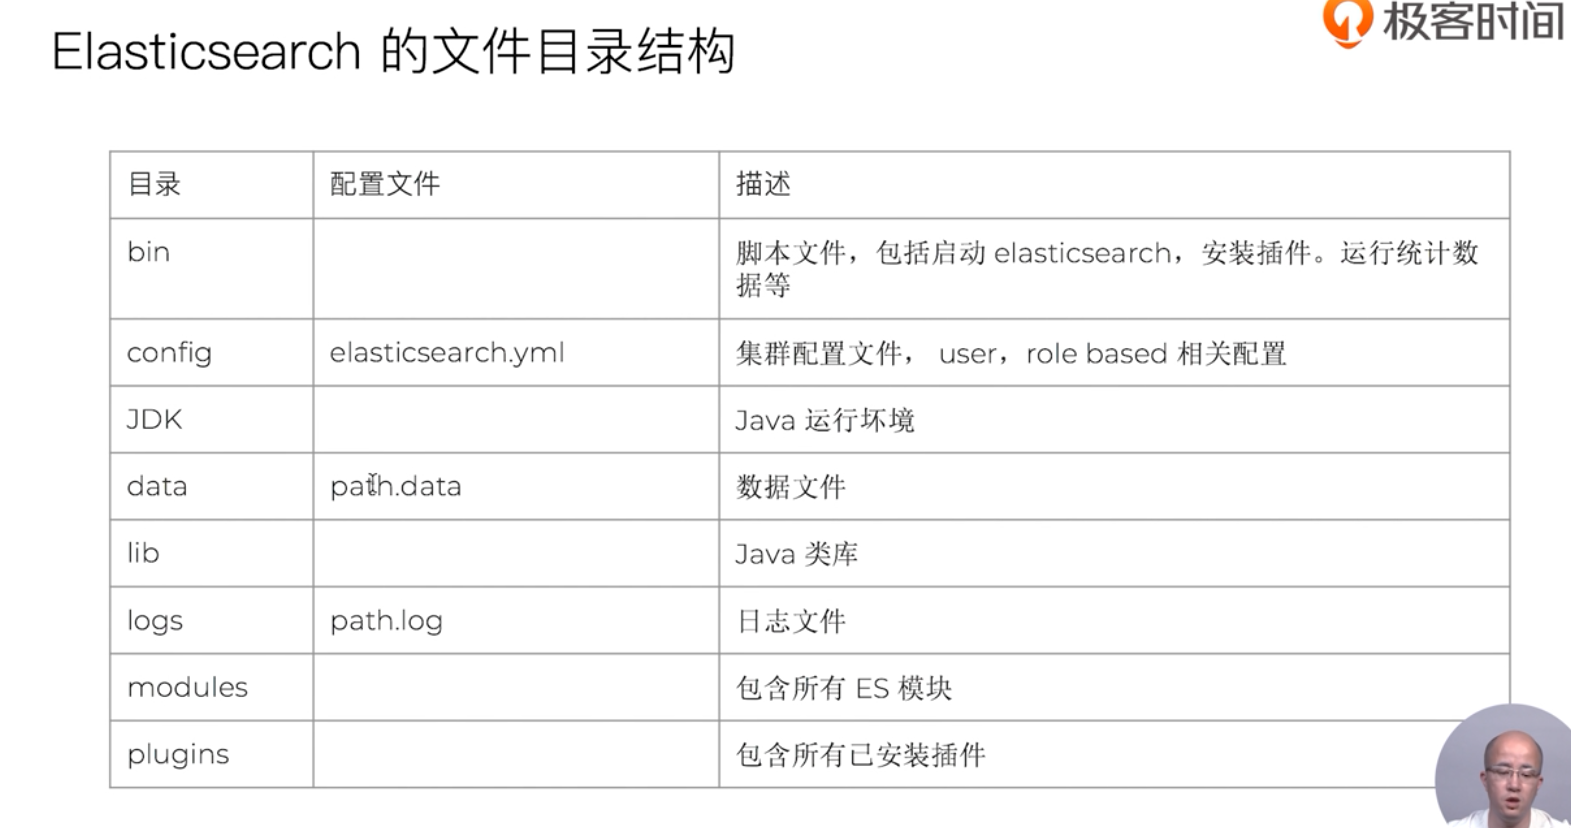 极客时间
Elasticsearch 的文件目录结构
目录 配置文件 描述
bin 脚本文件，包括启动 elasticsearch，安装插件。运行统计数
据等
config elasticsearch.yml 集群配置文件， user，role based 相关配置
JDK Java 运行坏境
data path.data 数据文件
lib Java 类库
logs path.log 日志文件
modules 包含所有 ES 模块
plugins 包含所有已安装插件